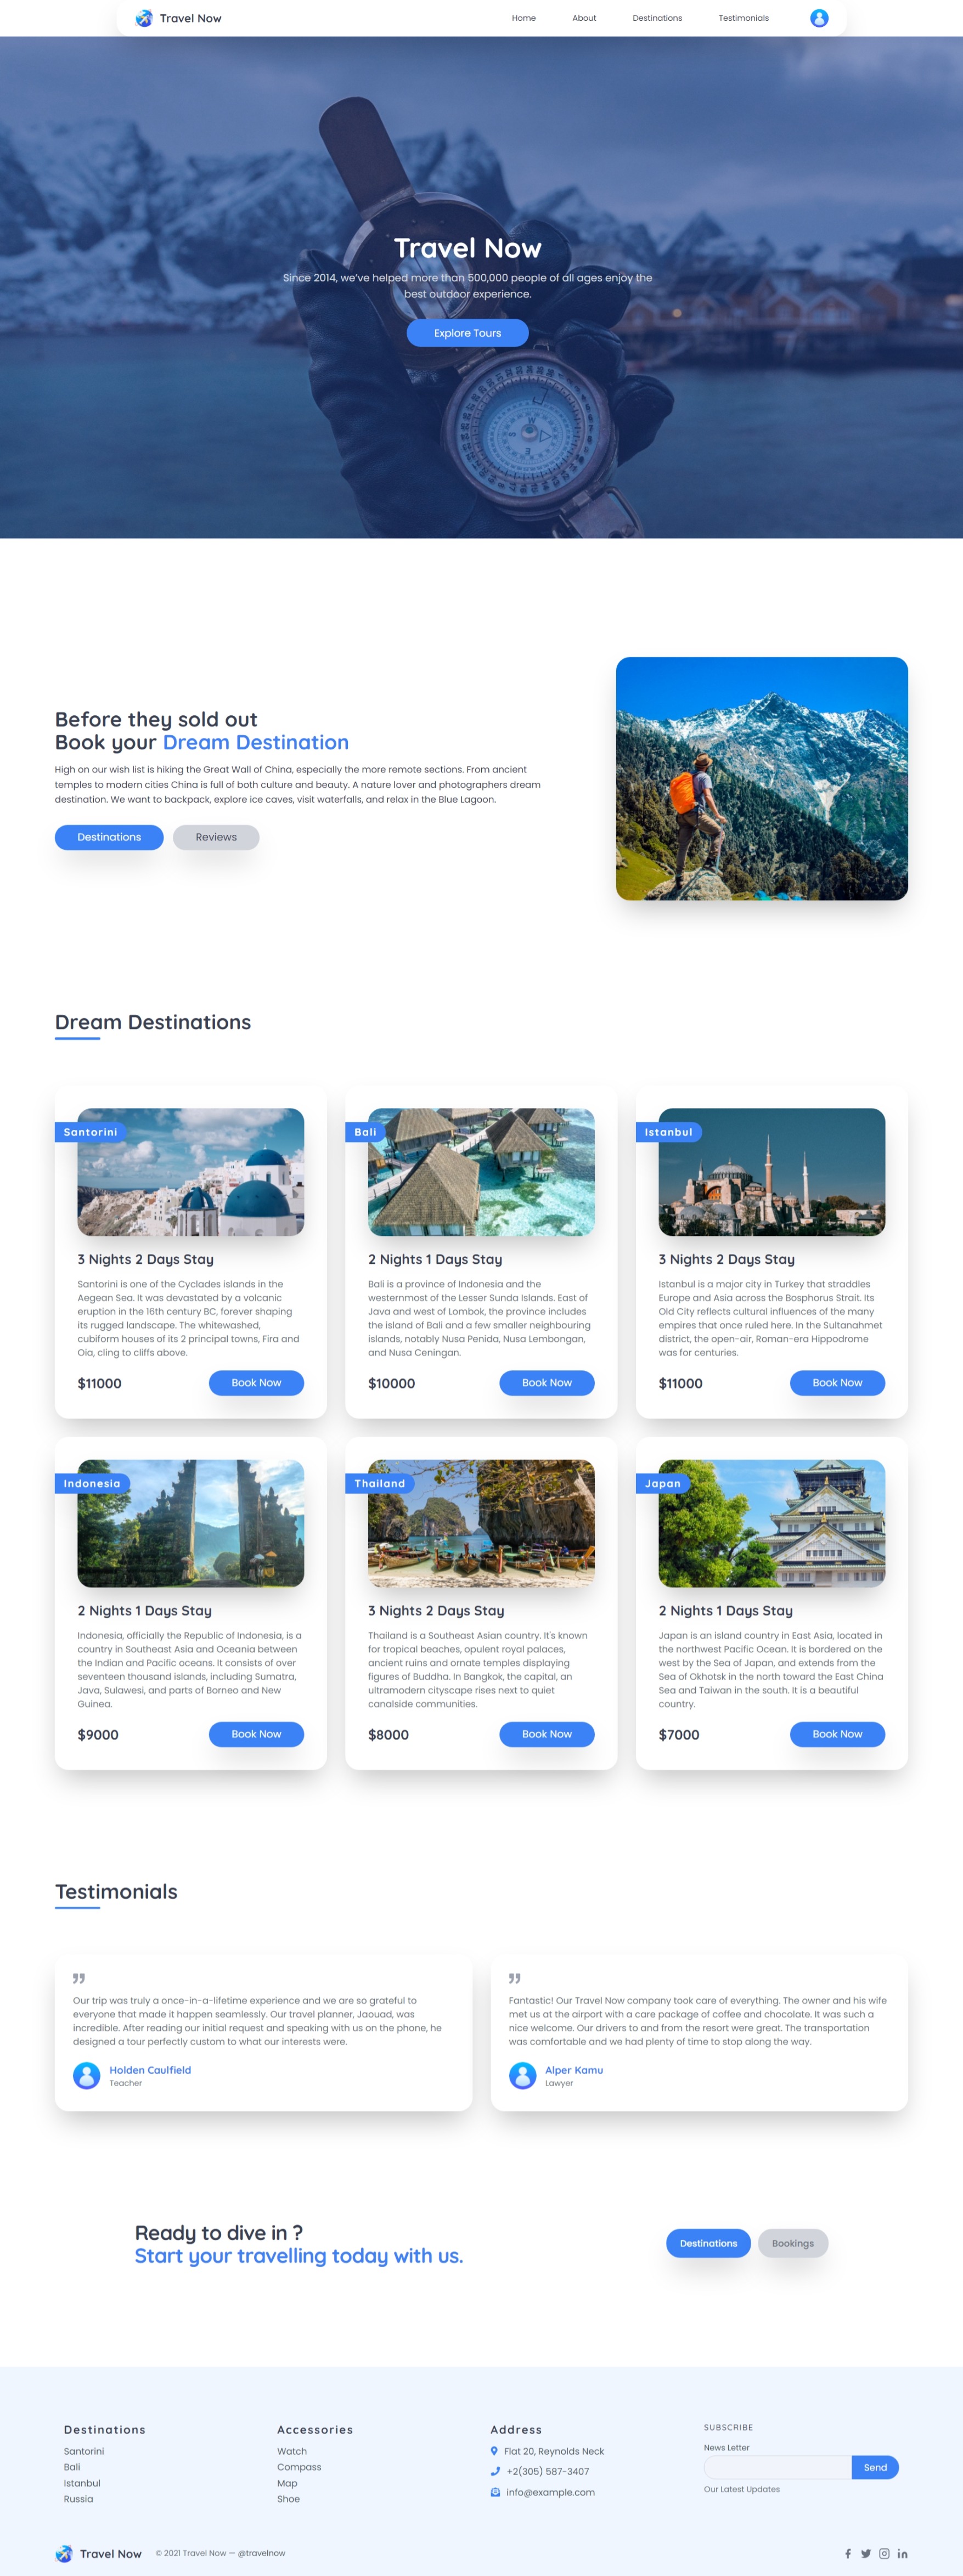 Travel Now
Home About Destinations Testimonials
Travel Now
Since 2014, we've helped more than 500,000 people of all ages enjoy the
best outdoor experience.
Explore Tours
Before they sold out
Book your Dream Destination
High on our wish list is hiking the Great Wall of China, especially the more remote sections. From ancient
temples to modern cities China is full of both culture and beauty. A nature lover and photographers dream
destination. We want to backpack, explore ice caves, visit waterfalls, and relax in the Blue Lagoon.
Destinations Reviews
Dream Destinations
Santorini
3 Nights 2 Days Stay
Santorini is one of the Cyclades islands in the
Aegean Sea. It was devastated by a volcanic
eruption in the 16th century BC, forever shaping
its rugged landscape. The whitewashed,
cubiform houses of its 2 principal towns, Fira and
Oia, cling to cliffs above.
$11000 Book Now
Bali
2 Nights 1 Days Stay
Bali is a province of Indonesia and the
westernmost of the Lesser Sunda Islands. East of
Java and west of Lombok, the province includes
the island of Bali and a few smaller neighbouring
islands, notably Nusa Penida, Nusa Lembongan,
and Nusa Ceningan.
$10000 Book Now
Istanbul
3 Nights 2 Days Stay
Istanbul is a major city in Turkey that straddles
Europe and Asia across the Bosphorus Strait. Its
Old City reflects cultural influences of the many
empires that once ruled here. In the Sultanahmet
district, the open-air, Roman-era Hippodrome
was for centuries.
$11000 Book Now
Indonesia
2 Nights 1 Days Stay
Indonesia, officially the Republic of Indonesia, is a
country in Southeast Asia and Oceania between
the Indian and Pacific oceans. It consists of over
seventeen thousand islands, including Sumatra,
Java, Sulawesi, and parts of Borneo and New
Guinea.
$9000 Book Now
Thailand
3 Nights 2 Days Stay
Thailand is a Southeast Asian country. It's known
for tropical beaches, opulent royal palaces,
ancient ruins and ornate temples displaying
figures of Buddha. In Bangkok, the capital, an
ultramodern cityscape rises next to quiet
canalside communities.
$8000 Book Now
Japan
2 Nights 1 Days Stay
Japan is an island country in East Asia, located in
the northwest Pacific Ocean. It is bordered on the
west by the Sea of Japan, and extends from the
Sea of Okhotsk in the north toward the East China
Sea and Taiwan in the south. It is a beautiful
country.
$7000 Book Now
Testimonials
Our trip was truly a once-in-a-lifetime experience and we are so grateful to
everyone that made it happen seamlessly. Our travel planner, Jaouad, was
incredible. After reading our initial request and speaking with us on the phone, he
designed a tour perfectly custom to what our interests were.
Holden Caulfield
Teacher
Fantastic! Our Travel Now company took care of everything. The owner and his wife
met us at the airport with a care package of coffee and chocolate. It was such a
nice welcome. Our drivers to and from the resort were great. The transportation
was comfortable and we had plenty of time to stop along the way.
Alper Kamu
Lawyer
Ready to dive in ?
Start your travelling today with us.
Destinations Bookings
Destinations
Santorini
Bali
Istanbul
Russia
Accessories
Watch
Compass
Map
Shoe
Address
Flat 20, Reynolds Neck
+2(305) 587-3407
info@example.com
SUBSCRIBE
News Letter
Send
Our Latest Updates
Travel Now © 2021 Travel Now — @travelnow